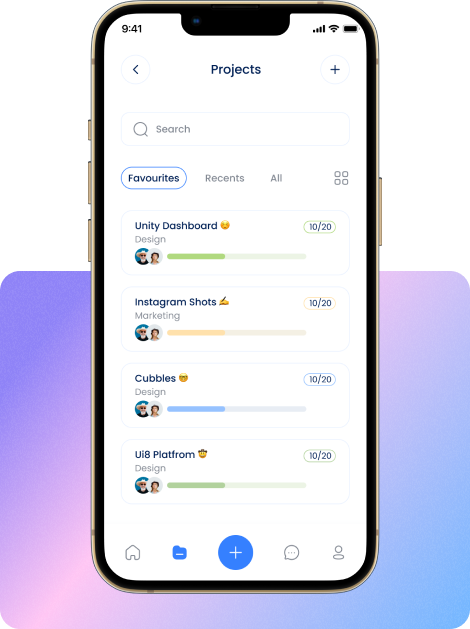 9:41
Projects
Search
Favourites
Recents
All
Unity Dashboard
10/20
Design
Instagram Shots
10/20
Marketing
Cubbles
10/20
Design
Ui8 Platfrom
10/20
Design